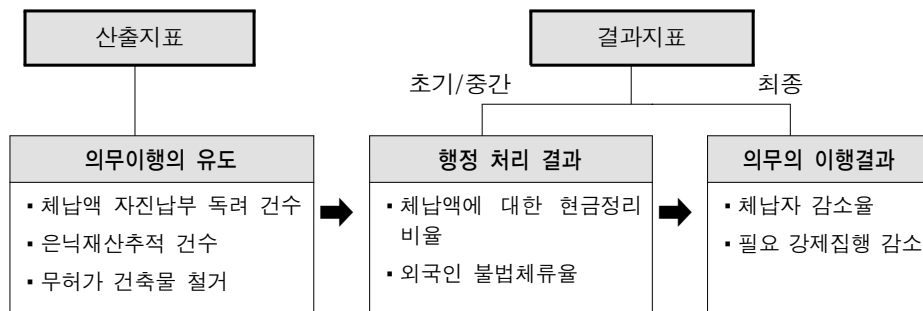 산출지표
결과지표
초기/중간
최종
의무이행의 유도
▪ 체납액 자진납부 독려 건수
▪ 은닉재산추적 건수
▪ 무허가 건축물 철거
행정 처리 결과
▪ 체납액에 대한 현금정리
비율
▪ 외국인 불법체류율
의무의 이행결과
▪ 체납자 감소율
▪ 필요 강제집행 감소